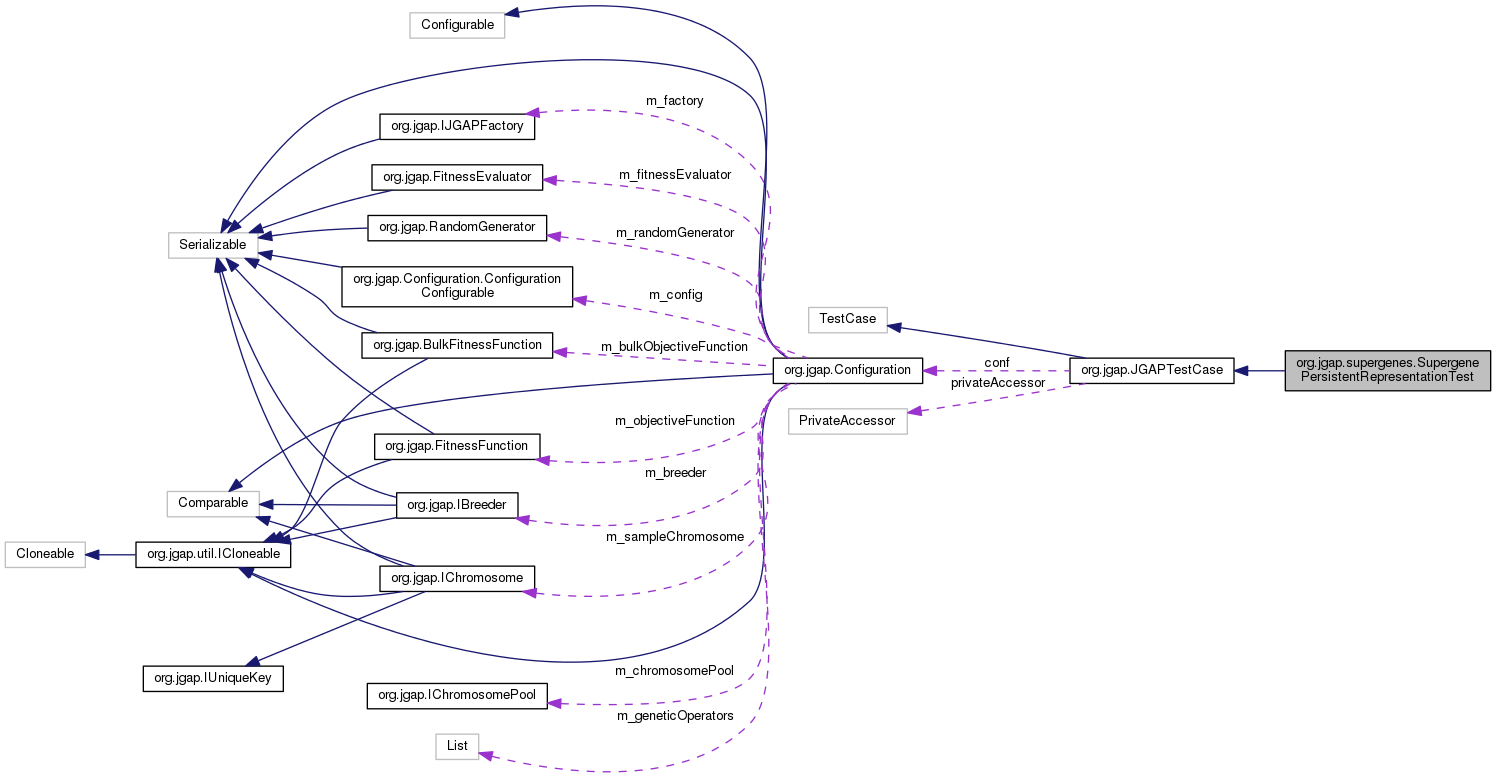 Configurable
m_factory
org.jgap.IJGAPFactory
org.jgap.FitnessEvaluator
m_fitnessEvaluator
org.jgap.RandomGenerator
m_randomGenerator
Serializable
org.jgap.Configuration.Configuration
Configurable
m_config
TestCase
org.jgap.BulkFitnessFunction
m_bulkObjectiveFunction
org.jgap.Configuration
conf
privateAccessor
org.jgap.JGAPTestCase
org.jgap.supergenes.Supergene
PersistentRepresentationTest
PrivateAccessor
m_objectiveFunction
org.jgap.FitnessFunction
m_breeder
Comparable
org.jgap.IBreeder
m_sampleChromosome
Cloneable
org.jgap.util.ICloneable
org.jgap.IChromosome
org.jgap.IUniqueKey
m_chromosomePool
org.jgap.IChromosomePool
m_geneticOperators
List